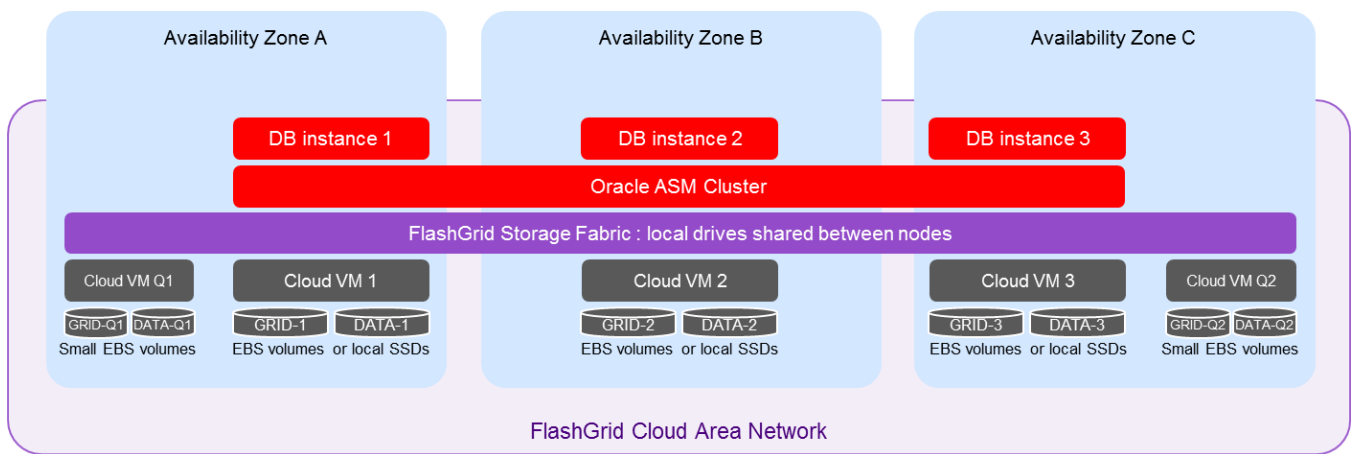 Availability Zone A
Availability Zone B
Availability Zone C
DB instance 1
DB instance 2
DB instance 3
Oracle ASM Cluster
FlashGrid Storage Fabric : local drives shared between nodes
Cloud VM Q1
Cloud VM 1
Cloud VM 2
Cloud VM 3
Cloud VM Q2
GRID-Q1
DATA-Q1
GRID-1
DATA-1
GRID-2
DATA-2
GRID-3
DATA-3
GRID-Q2
DATA-Q2
Small EBS volumes
EBS volumes or local SSDs
EBS volumes or local SSDs
EBS volumes or local SSDs
Small EBS volumes
FlashGrid Cloud Area Network